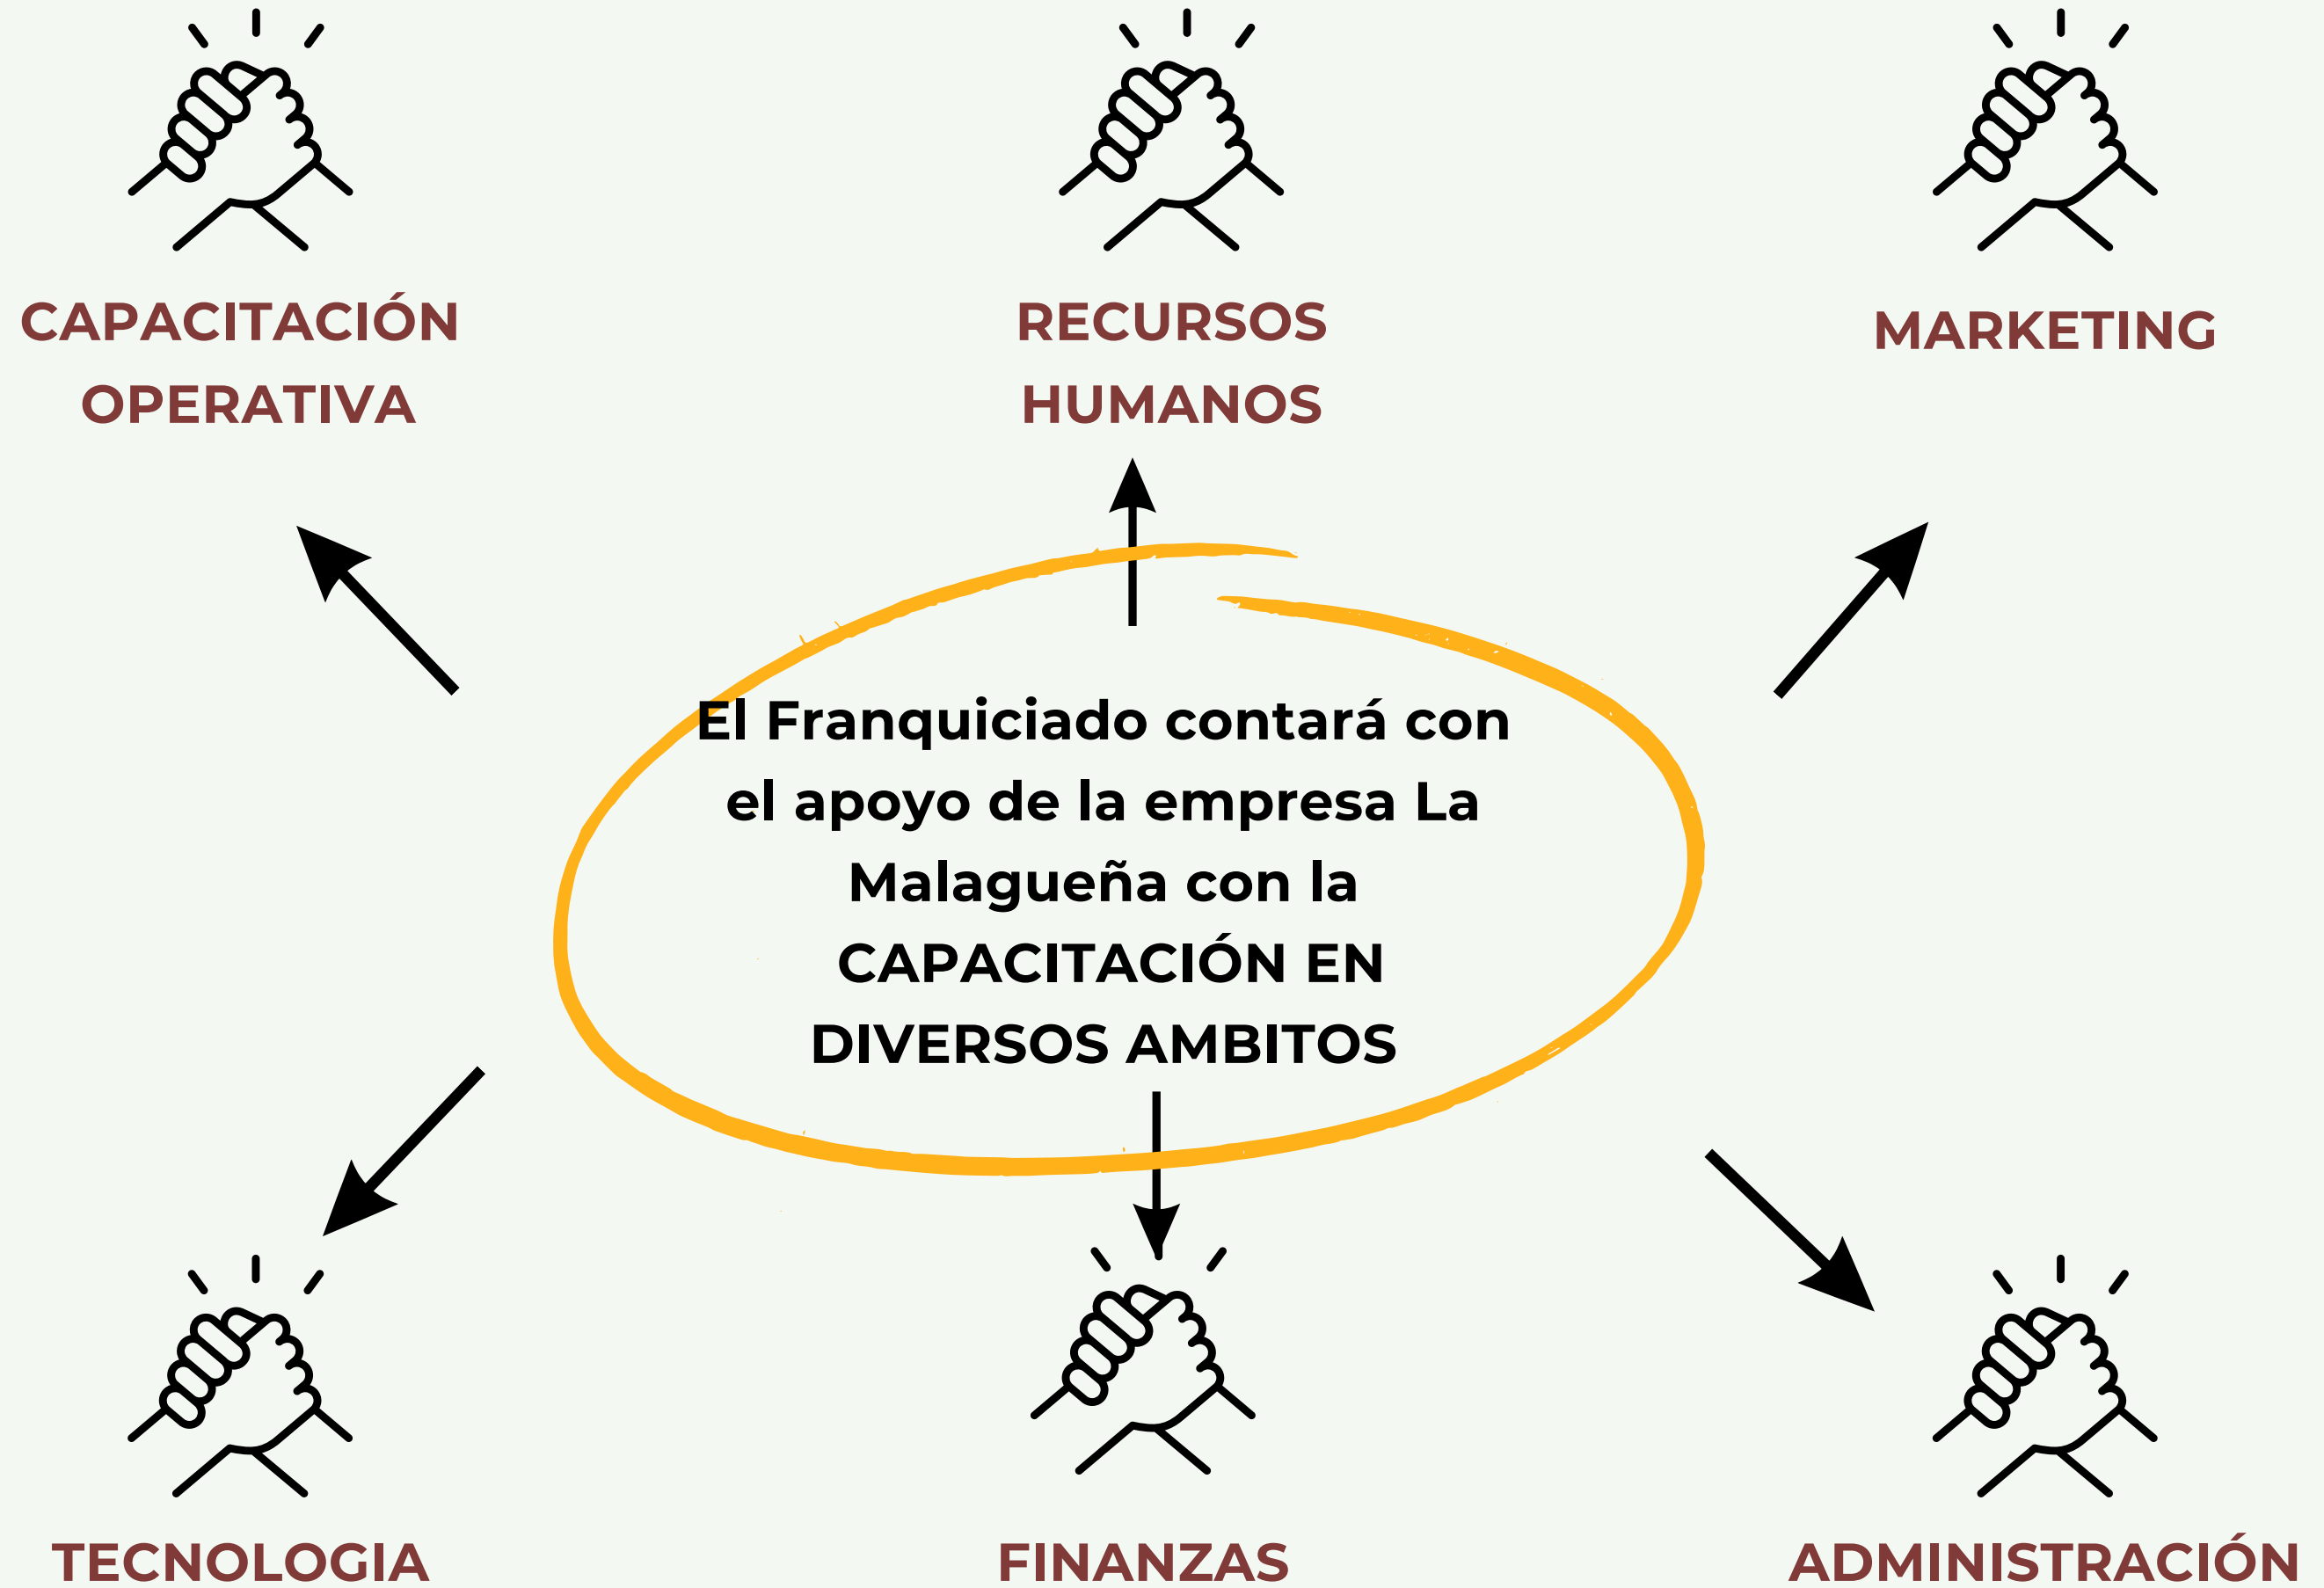 CAPACITACIÓN
OPERATIVA
RECURSOS
HUMANOS
MARKETING
El Franquiciado contará con
el apoyo de la empresa La
Malagueña con la
CAPACITACIÓN EN
DIVERSOS AMBITOS
TECNOLOGIA
FINANZAS
ADMINISTRACIÓN